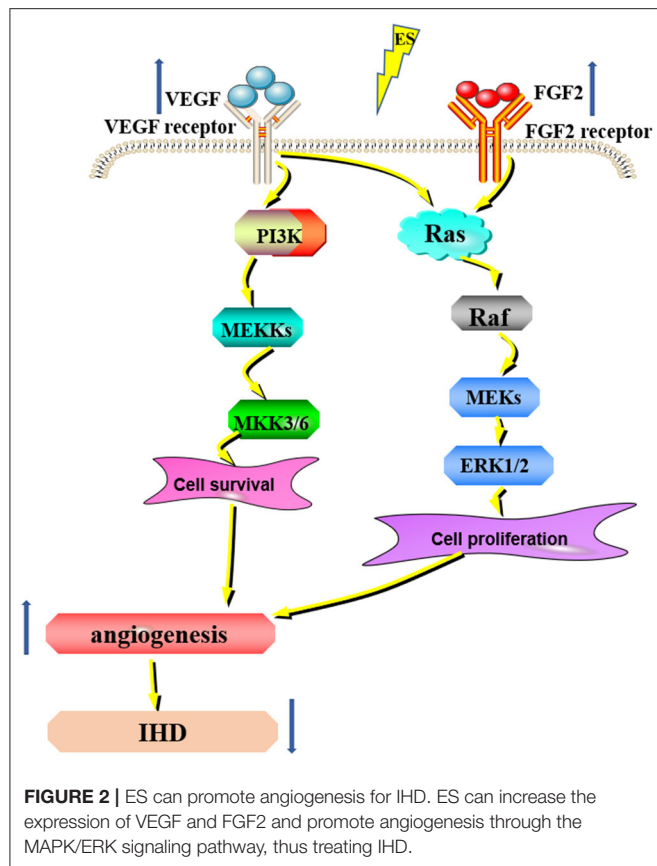 ES
VEGF
VEGF receptor
FGF2
FGF2 receptor
PI3K
Ras
MEKKs
Raf
MKK3/6
MEKs
Cell survival
ERK1/2
Cell proliferation
angiogenesis
IHD
FIGURE 2 | ES can promote angiogenesis for IHD. ES can increase the
expression of VEGF and FGF2 and promote angiogenesis through the
MAPK/ERK signaling pathway, thus treating IHD.